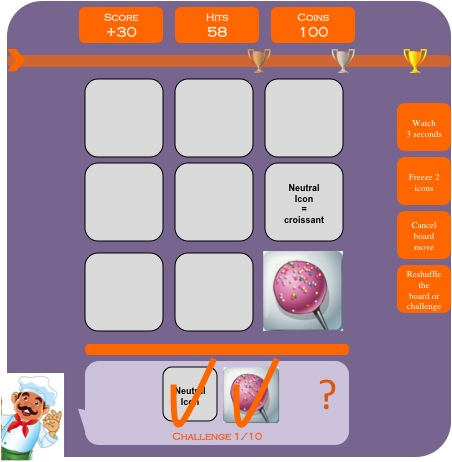 Score
+30
Hits
58
Coins
100
Watch
3 seconds
Neutral
Icon
=
croissant
Freeze 2
icons
Cancel
board
move
Reshuffle
the
board or
challenge
Neutral
Icon
?
Challenge 1/10